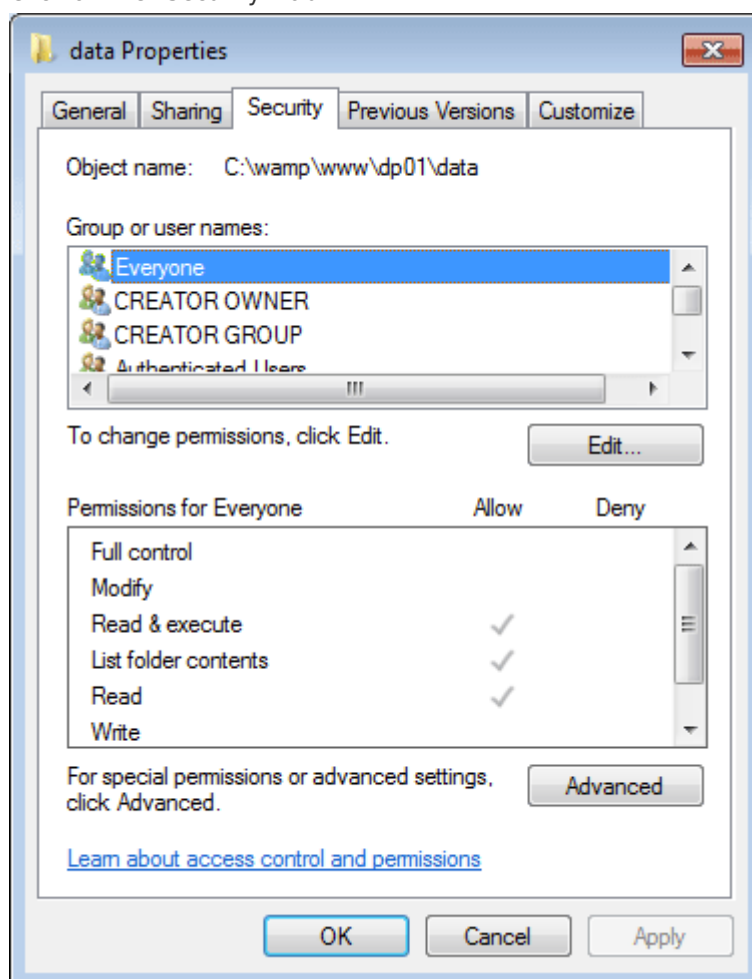 data Properties
General Sharing Security Previous Versions Customize
Object name: C:\wamp\www\dp01\data
Group or user names:
Everyone
CREATOR OWNER
CREATOR GROUP
Authenticated Users
To change permissions, click Edit.
Edit...
Permissions for Everyone Allow Deny
Full control
Modify
Read & execute
List folder contents
Read
Write
For special permissions or advanced settings,
click Advanced.
Advanced
Learn about access control and permissions
OK Cancel Apply